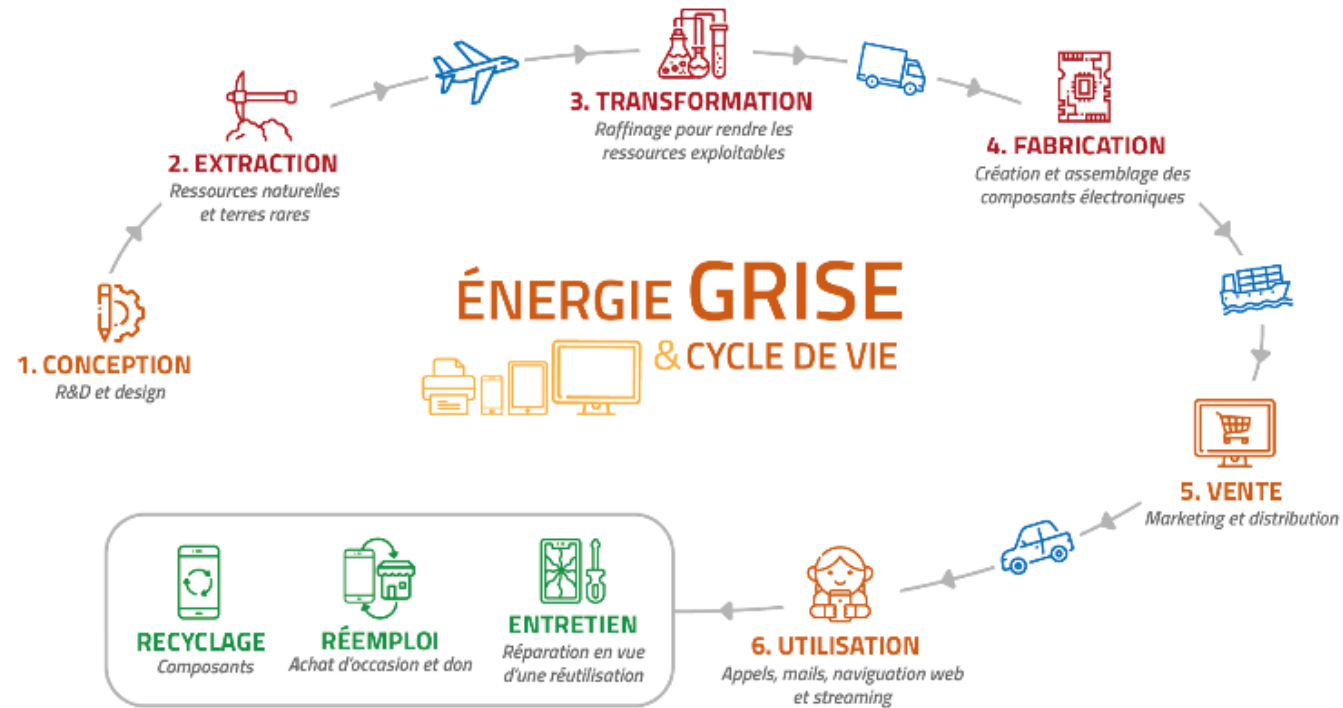 ÉNERGIE GRISE
& CYCLE DE VIE
1. CONCEPTION
R&D et design
2. EXTRACTION
Ressources naturelles
et terres rares
3. TRANSFORMATION
Raffinage pour rendre les
ressources exploitables
4. FABRICATION
Création et assemblage des
composants électroniques
5. VENTE
Marketing et distribution
6. UTILISATION
Appels, mails, naviguation web
et streaming
ENTRETIEN
Réparation en vue
d'une réutilisation
RÉEMPLOI
Achat d'occasion et don
RECYCLAGE
Composants